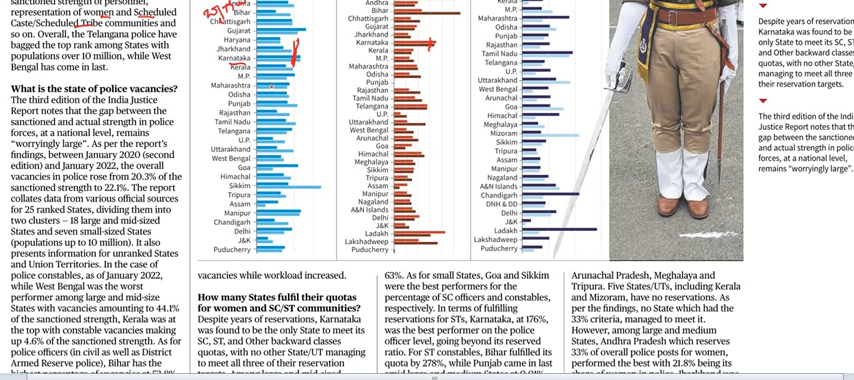 sanctioned strength of personnel,
representation of women and Scheduled
Caste/Scheduled Tribe communities and
so on. Overall, the Telangana police have
bagged the top rank among States with
populations over 10 million, while West
Bengal has come in last.
What is the state of police vacancies?
The third edition of the India Justice
Report notes that the gap between the
sanctioned and actual strength in police
forces, at a national level, remains
“worryingly large”. As per the report’s
findings, between January 2020 (second
edition) and January 2022, the overall
vacancies in police rose from 20.3% of the
sanctioned strength to 22.1%. The report
collates data from various official sources
for 25 ranked States, dividing them into
two clusters – 18 large and mid-sized
States and seven small-sized States
(populations up to 10 million). It also
presents information for unranked States
and Union Territories. In the case of
police constables, as of January 2022,
while West Bengal was the worst
performer among large and mid-size
States with vacancies amounting to 44.1%
of the sanctioned strength, Kerala was at
the top with constable vacancies making
up 4.6% of the sanctioned strength. As for
police officers (in civil as well as District
Armed Reserve police), Bihar has the
Andhra
Bihar
Chhattisgarh
Gujarat
Haryana
Jharkhand
Karnataka
Kerala
M.P.
Maharashtra
Odisha
Punjab
Rajasthan
Tamil Nadu
Telangana
U.P.
Uttarakhand
West Bengal
Goa
Himachal
Sikkim
Tripura
Assam
Manipur
Chandigarh
Delhi
J&K
Puducherry
Andhra
Bihar
Chhattisgarh
Gujarat
Jharkhand
Karnataka
Kerala
M.P.
Maharashtra
Odisha
Punjab
Rajasthan
Tamil Nadu
Telangana
U.P.
Uttarakhand
West Bengal
Arunachal
Goa
Himachal
Meghalaya
Sikkim
Tripura
Assam
Manipur
Nagaland
A&N Islands
Delhi
J&K
Ladakh
Lakshadweep
Puducherry
Kerala
M.P.
Maharashtra
Odisha
Punjab
Rajasthan
Tamil Nadu
Telangana
U.P.
Uttarakhand
West Bengal
Arunachal
Goa
Himachal
Meghalaya
Mizoram
Sikkim
Tripura
Assam
Manipur
Nagaland
A&N Islands
Chandigarh
DNH & DD
Delhi
J&K
Ladakh
Lakshadweep
Puducherry
Despite years of reservation
Karnataka was found to be
only State to meet its SC, ST
and Other backward classes
quotas, with no other State/
managing to meet all three
their reservation targets.
The third edition of the Indi
Justice Report notes that th
gap between the sanctioned
and actual strength in polic
forces, at a national level,
remains “worryingly large”.
vacancies while workload increased.
How many States fulfil their quotas
for women and SC/ST communities?
Despite years of reservations, Karnataka
was found to be the only State to meet its
SC, ST, and Other backward classes
quotas, with no other State/UT managing
to meet all three of their reservation
63%. As for small States, Goa and Sikkim
were the best performers for the
percentage of SC officers and constables,
respectively. In terms of fulfilling
reservations for STs, Karnataka, at 176%,
was the best performer on the police
officer level, going beyond its reserved
ratio. For ST constables, Bihar fulfilled its
quota by 278%, while Punjab came in last
Arunachal Pradesh, Meghalaya and
Tripura. Five States/UTs, including Kerala
and Mizoram, have no reservations. As
per the findings, no State which had the
33% criteria, managed to meet it.
However, among large and medium
States, Andhra Pradesh which reserves
33% of overall police posts for women,
performed the best with 21.8% being its